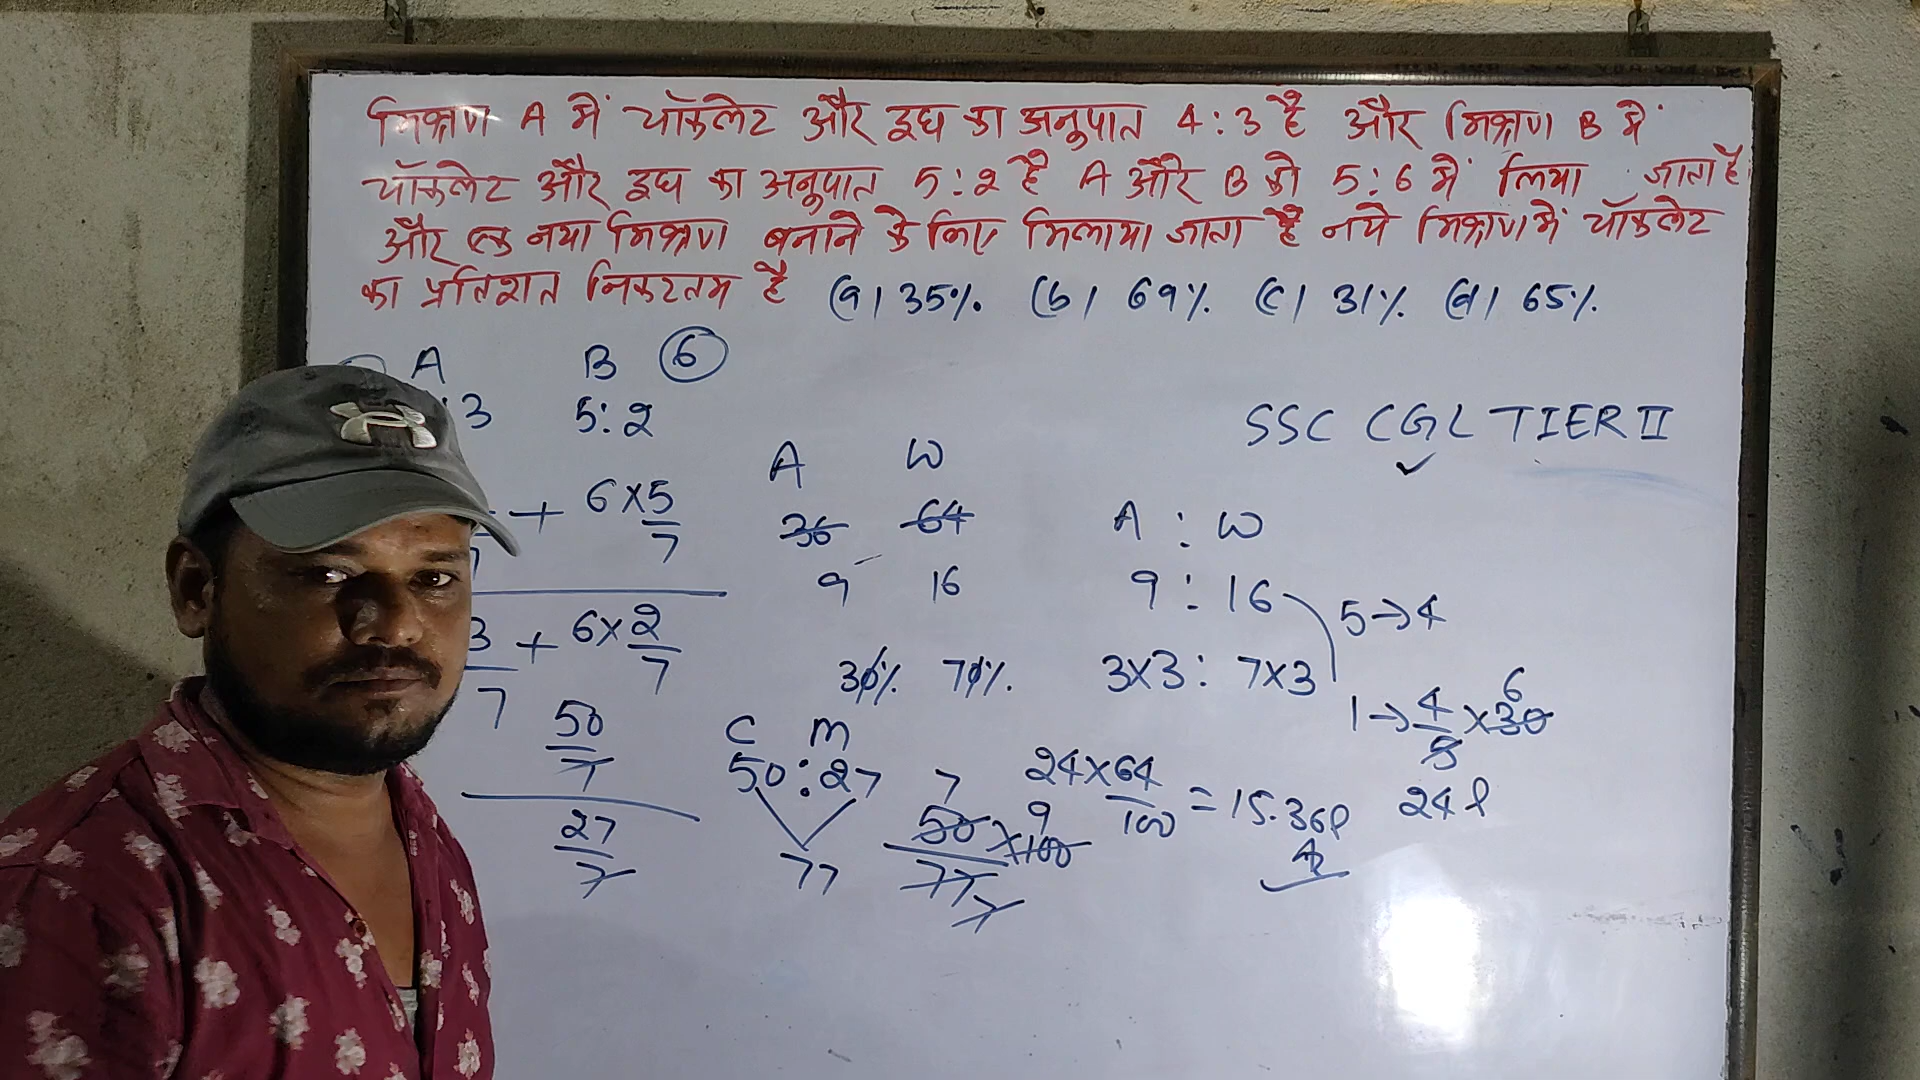 मिश्रण A में चॉकलेट और दूध का अनुपात 4:3 है और मिश्रण B में
चॉकलेट और दूध का अनुपात 5:2 है A और B को 5:6 में लिया जाता है
और एक नया मिश्रण बनाने के लिए मिलाया जाता है नये मिश्रण में चॉकलेट
का प्रतिशत निकटतम है (a) 35% (b) 69% (c) 31% (d) 65%
A B 6
:3 5:2
SSC CGL TIER II
A W
+ 6×5/7
36 64
A : W
9 16
9 : 16
5→4
3/7 + 6×2/7
30% 70%
3×3 : 7×3
1→4/5×30 6
50/7
C M
50:27
24×64/100 = 15.36l
24l
27/7
77
50/77×100
7
9
7